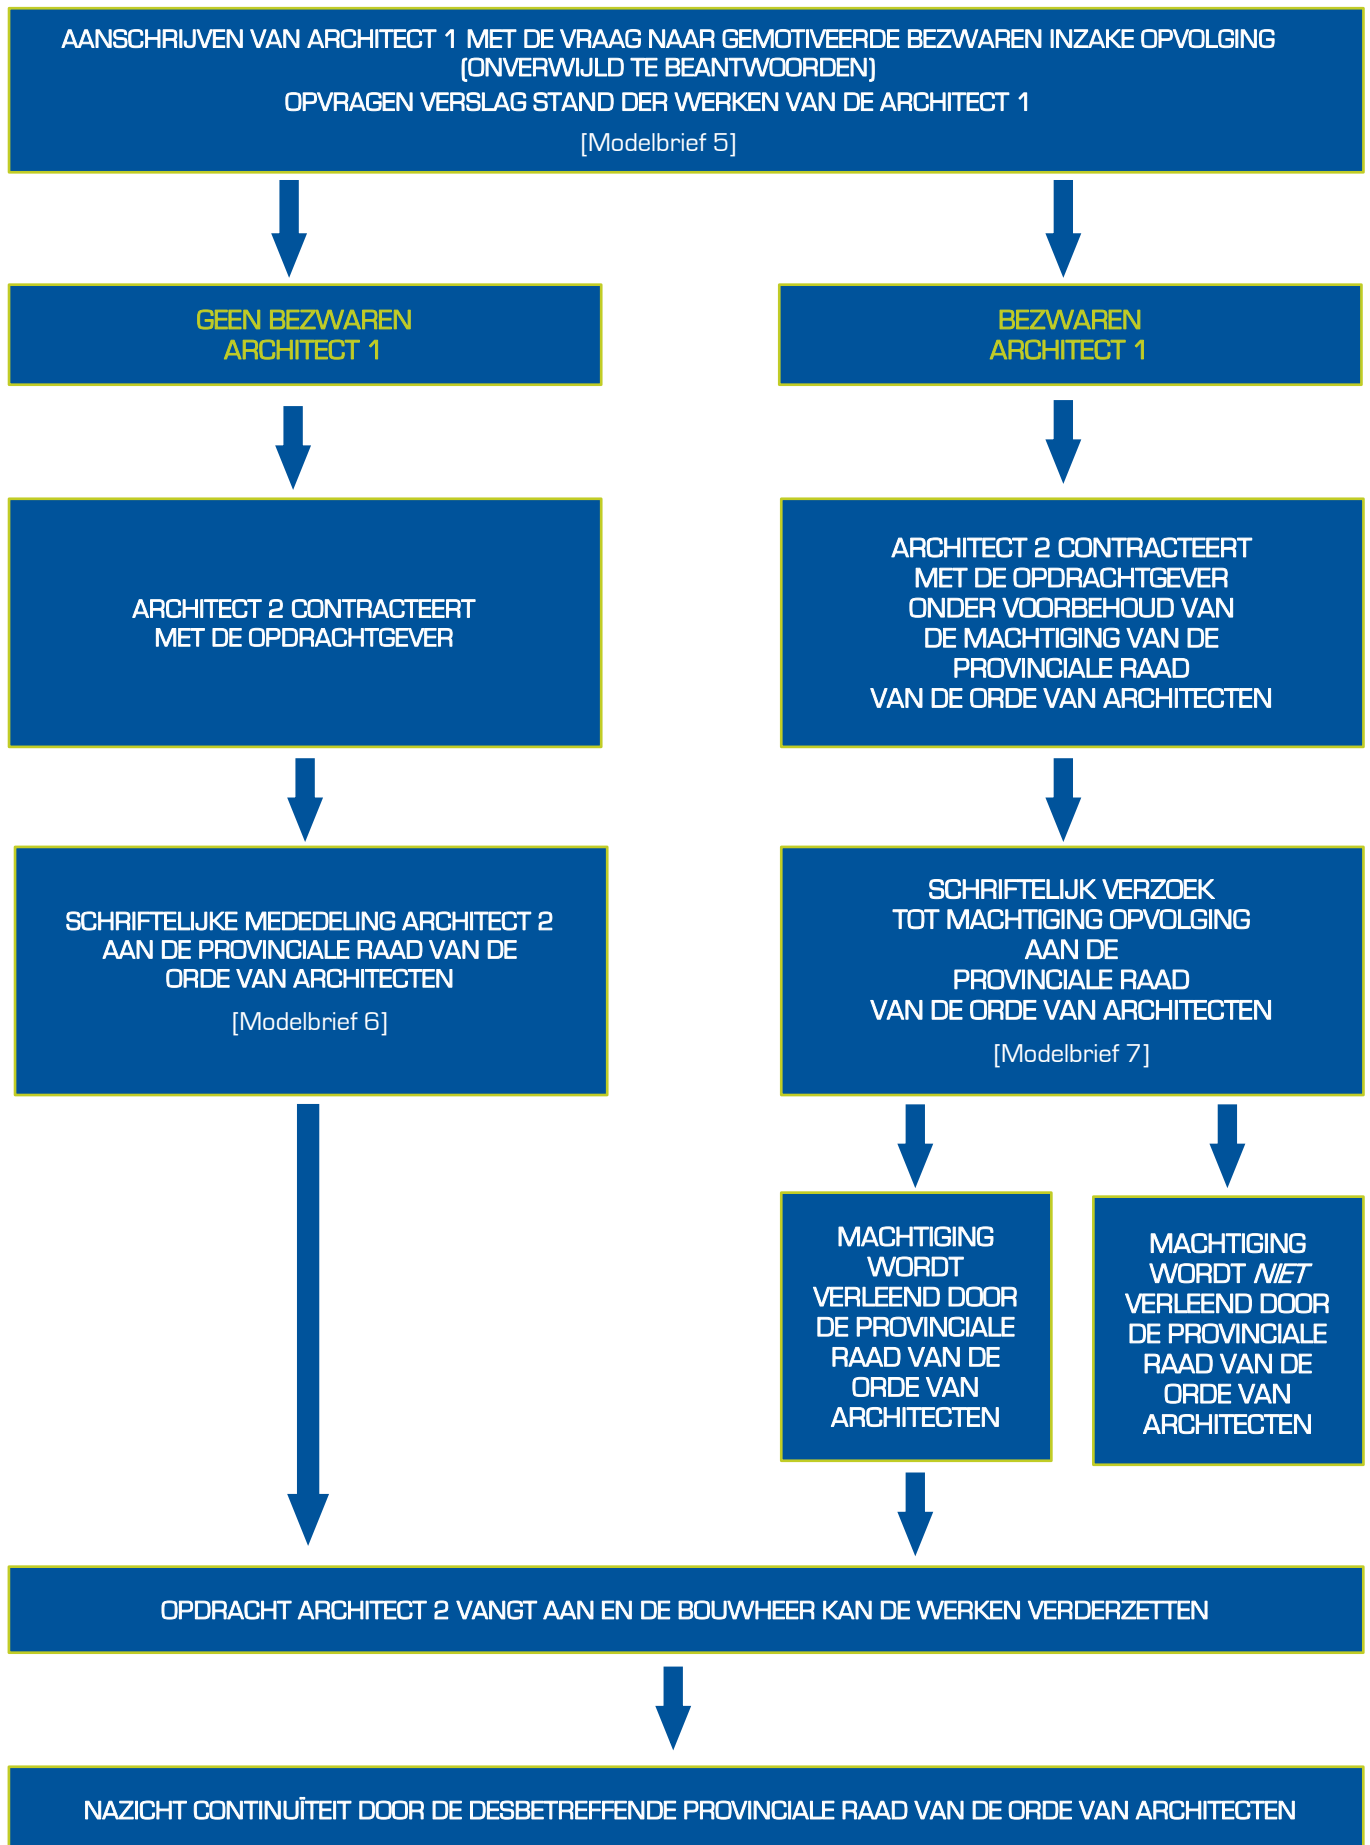 AANSCHRIJVEN VAN ARCHITECT 1 MET DE VRAAG NAAR GEMOTIVEERDE BEZWAREN INZAKE OPVOLGING
(ONVERWIJLD TE BEANTWOORDEN)
OPVRAGEN VERSLAG STAND DER WERKEN VAN DE ARCHITECT 1
[Modelbrief 5]
GEEN BEZWAREN
ARCHITECT 1
BEZWAREN
ARCHITECT 1
ARCHITECT 2 CONTRACTEERT
MET DE OPDRACHTGEVER
ARCHITECT 2 CONTRACTEERT
MET DE OPDRACHTGEVER
ONDER VOORBEHOUD VAN
DE MACHTIGING VAN DE
PROVINCIALE RAAD
VAN DE ORDE VAN ARCHITECTEN
SCHRIFTELIJKE MEDEDELING ARCHITECT 2
AAN DE PROVINCIALE RAAD VAN DE
ORDE VAN ARCHITECTEN
[Modelbrief 6]
SCHRIFTELIJK VERZOEK
TOT MACHTIGING OPVOLGING
AAN DE
PROVINCIALE RAAD
VAN DE ORDE VAN ARCHITECTEN
[Modelbrief 7]
MACHTIGING
WORDT
VERLEEND DOOR
DE PROVINCIALE
RAAD VAN DE
ORDE VAN
ARCHITECTEN
MACHTIGING
WORDT NIET
VERLEEND DOOR
DE PROVINCIALE
RAAD VAN DE
ORDE VAN
ARCHITECTEN
OPDRACHT ARCHITECT 2 VANGT AAN EN DE BOUWHEER KAN DE WERKEN VERDERZETTEN
NAZICHT CONTINUÏTEIT DOOR DE DESBETREFFENDE PROVINCIALE RAAD VAN DE ORDE VAN ARCHITECTEN